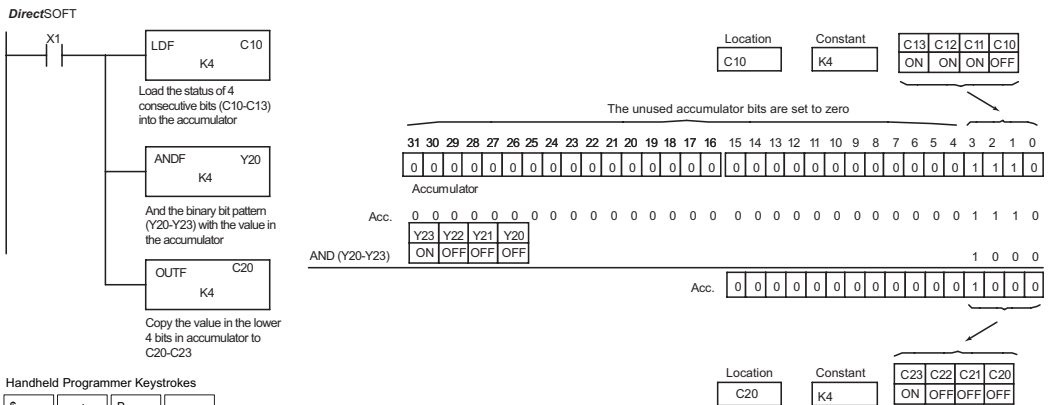 DirectSOFT
X1
LDF C10
K4
Load the status of 4
consecutive bits (C10-C13)
into the accumulator
ANDF Y20
K4
And the binary bit pattern
(Y20-Y23) with the value in
the accumulator
OUTF C20
K4
Copy the value in the lower
4 bits in accumulator to
C20-C23
Handheld Programmer Keystrokes
Location Constant
C10 K4
C13 C12 C11 C10
ON ON ON OFF
The unused accumulator bits are set to zero
31 30 29 28 27 26 25 24 23 22 21 20 19 18 17 16 15 14 13 12 11 10 9 8 7 6 5 4 3 2 1 0
0 0 0 0 0 0 0 0 0 0 0 0 0 0 0 0 0 0 0 0 0 0 0 0 0 0 0 0 1 1 1 0
Accumulator
Acc. 0 0 0 0 0 0 0 0 0 0 0 0 0 0 0 0 0 0 0 0 0 0 0 0 0 0 0 0 1 1 1 0
Y23 Y22 Y21 Y20
ON OFF OFF OFF
AND (Y20-Y23) 1 0 0 0
Acc. 0 0 0 0 0 0 0 0 0 0 0 0 1 0 0 0
Location Constant
C20 K4
C23 C22 C21 C20
ON OFF OFF OFF